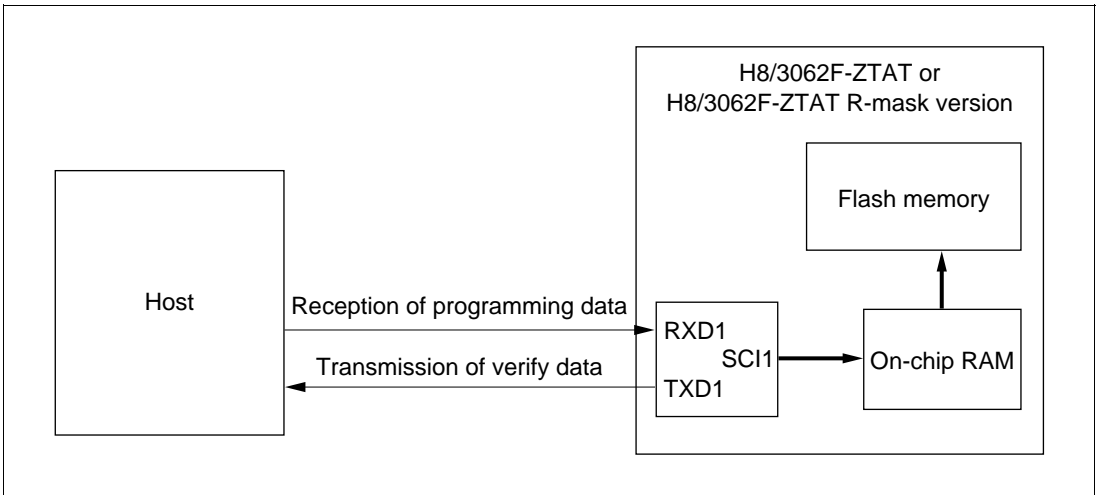 H8/3062F-ZTAT or
H8/3062F-ZTAT R-mask version
Flash memory
Host
Reception of programming data
RXD1
SCI1
On-chip RAM
Transmission of verify data
TXD1